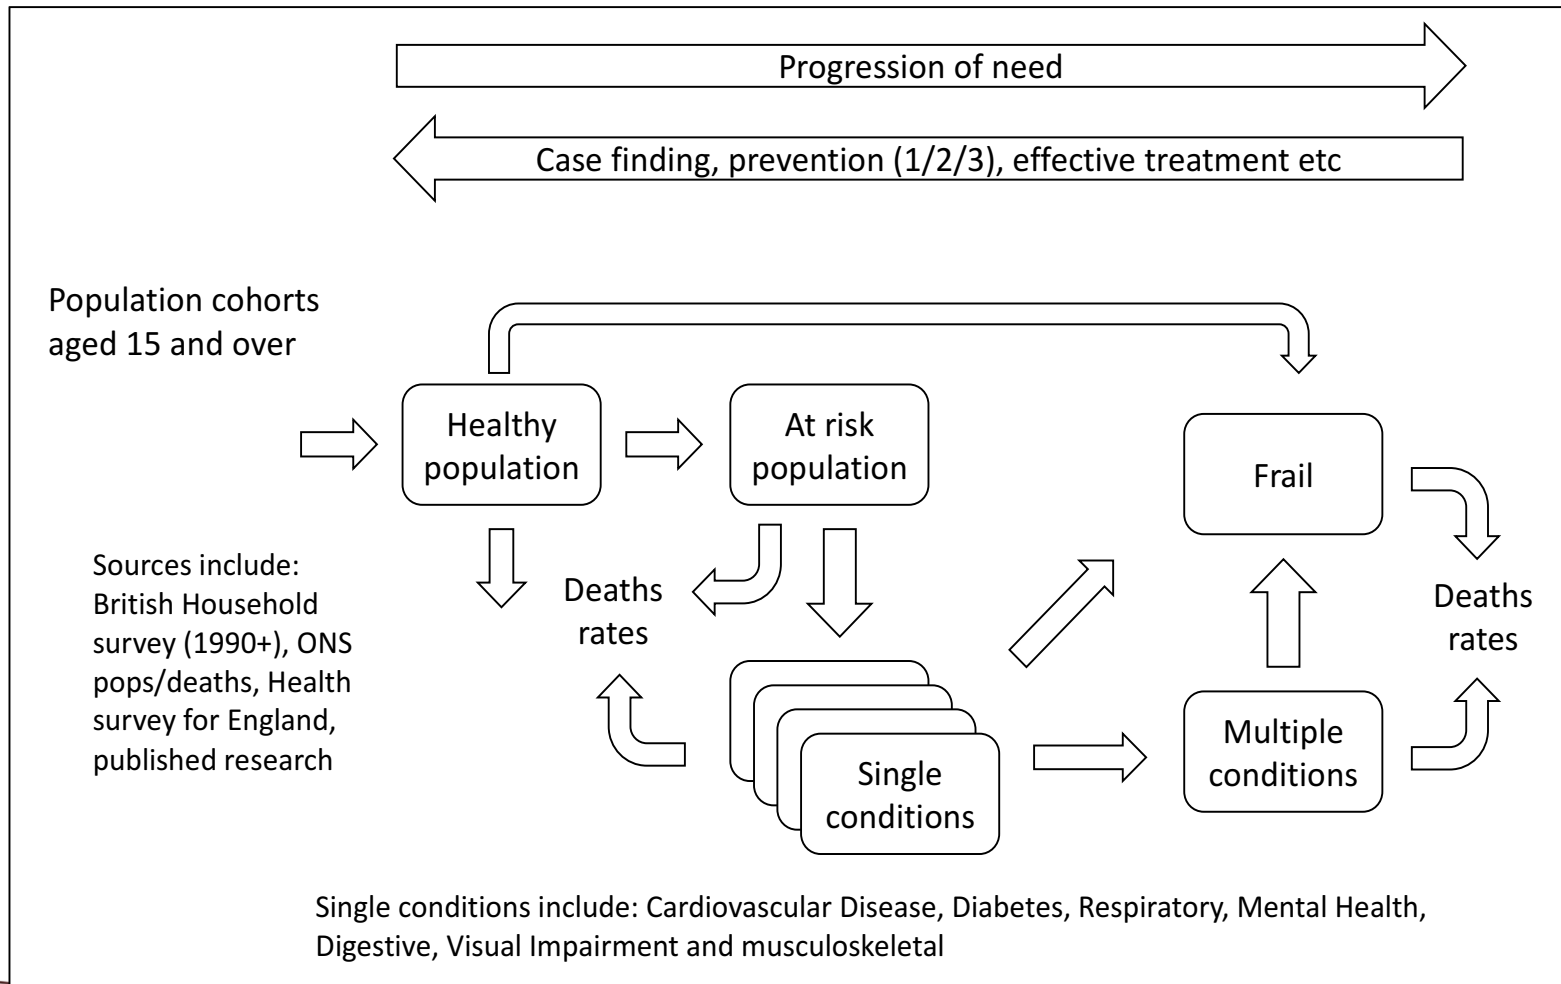 Progression of need
Case finding, prevention (1/2/3), effective treatment etc
Population cohorts
aged 15 and over
Healthy
population
At risk
population
Frail
Sources include:
British Household
survey (1990+), ONS
pops/deaths, Health
survey for England,
published research
Deaths
rates
Deaths
rates
Single
conditions
Multiple
conditions
Single conditions include: Cardiovascular Disease, Diabetes, Respiratory, Mental Health,
Digestive, Visual Impairment and musculoskeletal